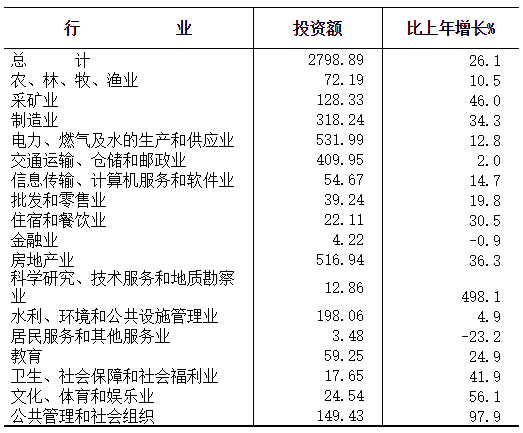 行 业 投资额 比上年增长%
总 计 2798.89 26.1
农、林、牧、渔业 72.19 10.5
采矿业 128.33 46.0
制造业 318.24 34.3
电力、燃气及水的生产和供应业 531.99 12.8
交通运输、仓储和邮政业 409.95 2.0
信息传输、计算机服务和软件业 54.67 14.7
批发和零售业 39.24 19.8
住宿和餐饮业 22.11 30.5
金融业 4.22 -0.9
房地产业 516.94 36.3
科学研究、技术服务和地质勘察
业 12.86 498.1
水利、环境和公共设施管理业 198.06 4.9
居民服务和其他服务业 3.48 -23.2
教育 59.25 24.9
卫生、社会保障和社会福利业 17.65 41.9
文化、体育和娱乐业 24.54 56.1
公共管理和社会组织 149.43 97.9